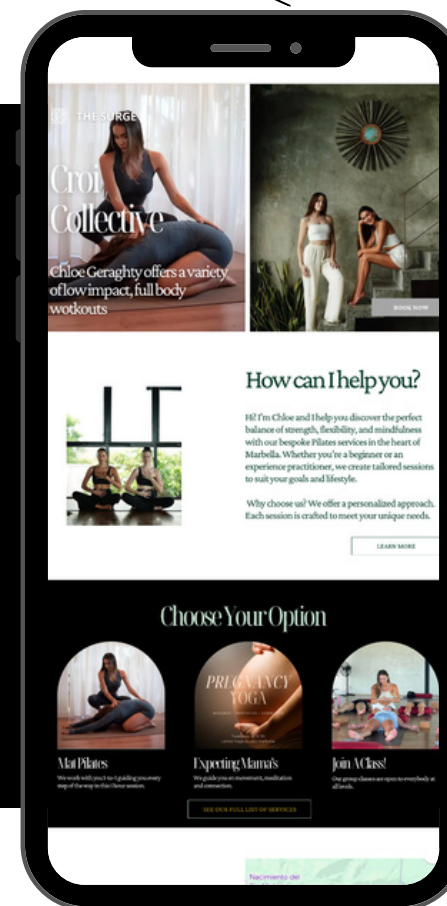 THE SURGE
Croi
Collective
Chloe Geraghty offers a variety
of low impact, full body
wotkouts
BOOK NOW
How can I help you?
Hi! I'm Chloe and I help you discover the perfect
balance of strength, flexibility, and mindfulness
with our bespoke Pilates services in the heart of
Marbella. Whether you're a beginner or an
experience practitioner, we create tailored sessions
to suit your goals and lifestyle.
Why choose us? We offer a personalized approach.
Each session is crafted to meet your unique needs.
LEARN MORE
Choose Your Option
PREGNANCY
YOGA
Mat Pilates
We work with you 1-to-1 guiding you every
step of the way in this 1 hour session.
Expecting Mama's
We guide you on movement, meditation
and connection.
Join A Class!
Our group classes are open to everybody at
all levels.
SEE OUR FULL LIST OF SERVICES
Nacimiento del